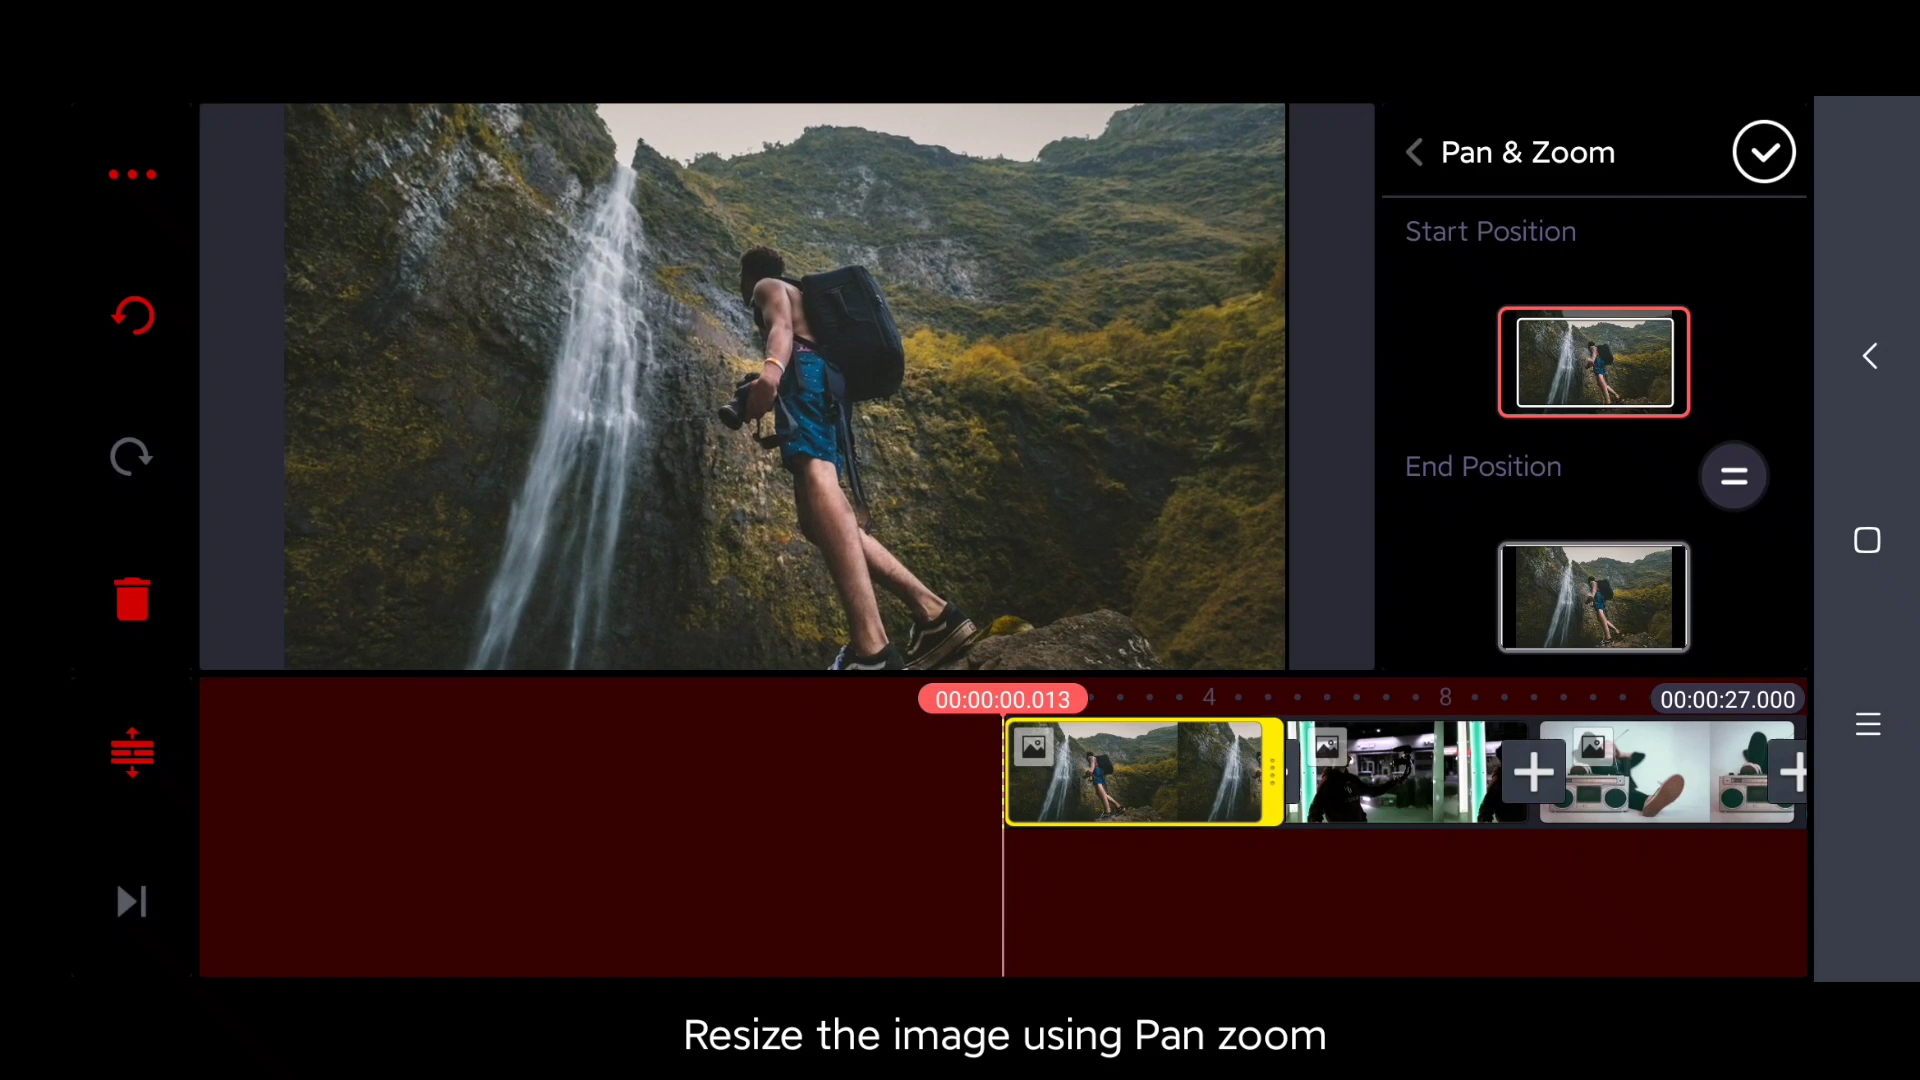 Pan & Zoom
Start Position
End Position
00:00:00.013
4
8
00:00:27.000
Resize the image using Pan zoom